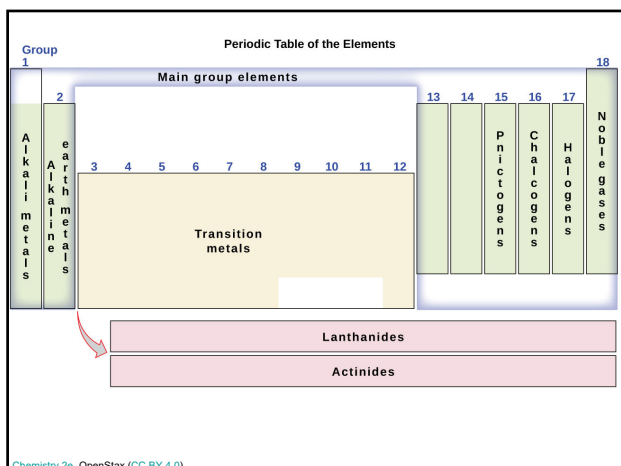 Periodic Table of the Elements
Group
1
18
Main group elements
2
13
14
15
16
17
3
4
5
6
7
8
9
10
11
12
Alkali metals
Alkaline
earth metals
Transition
metals
Pnictogens
Chalcogens
Halogens
Noble gases
Lanthanides
Actinides
Chemistry 2e, OpenStax (CC BY 4.0)